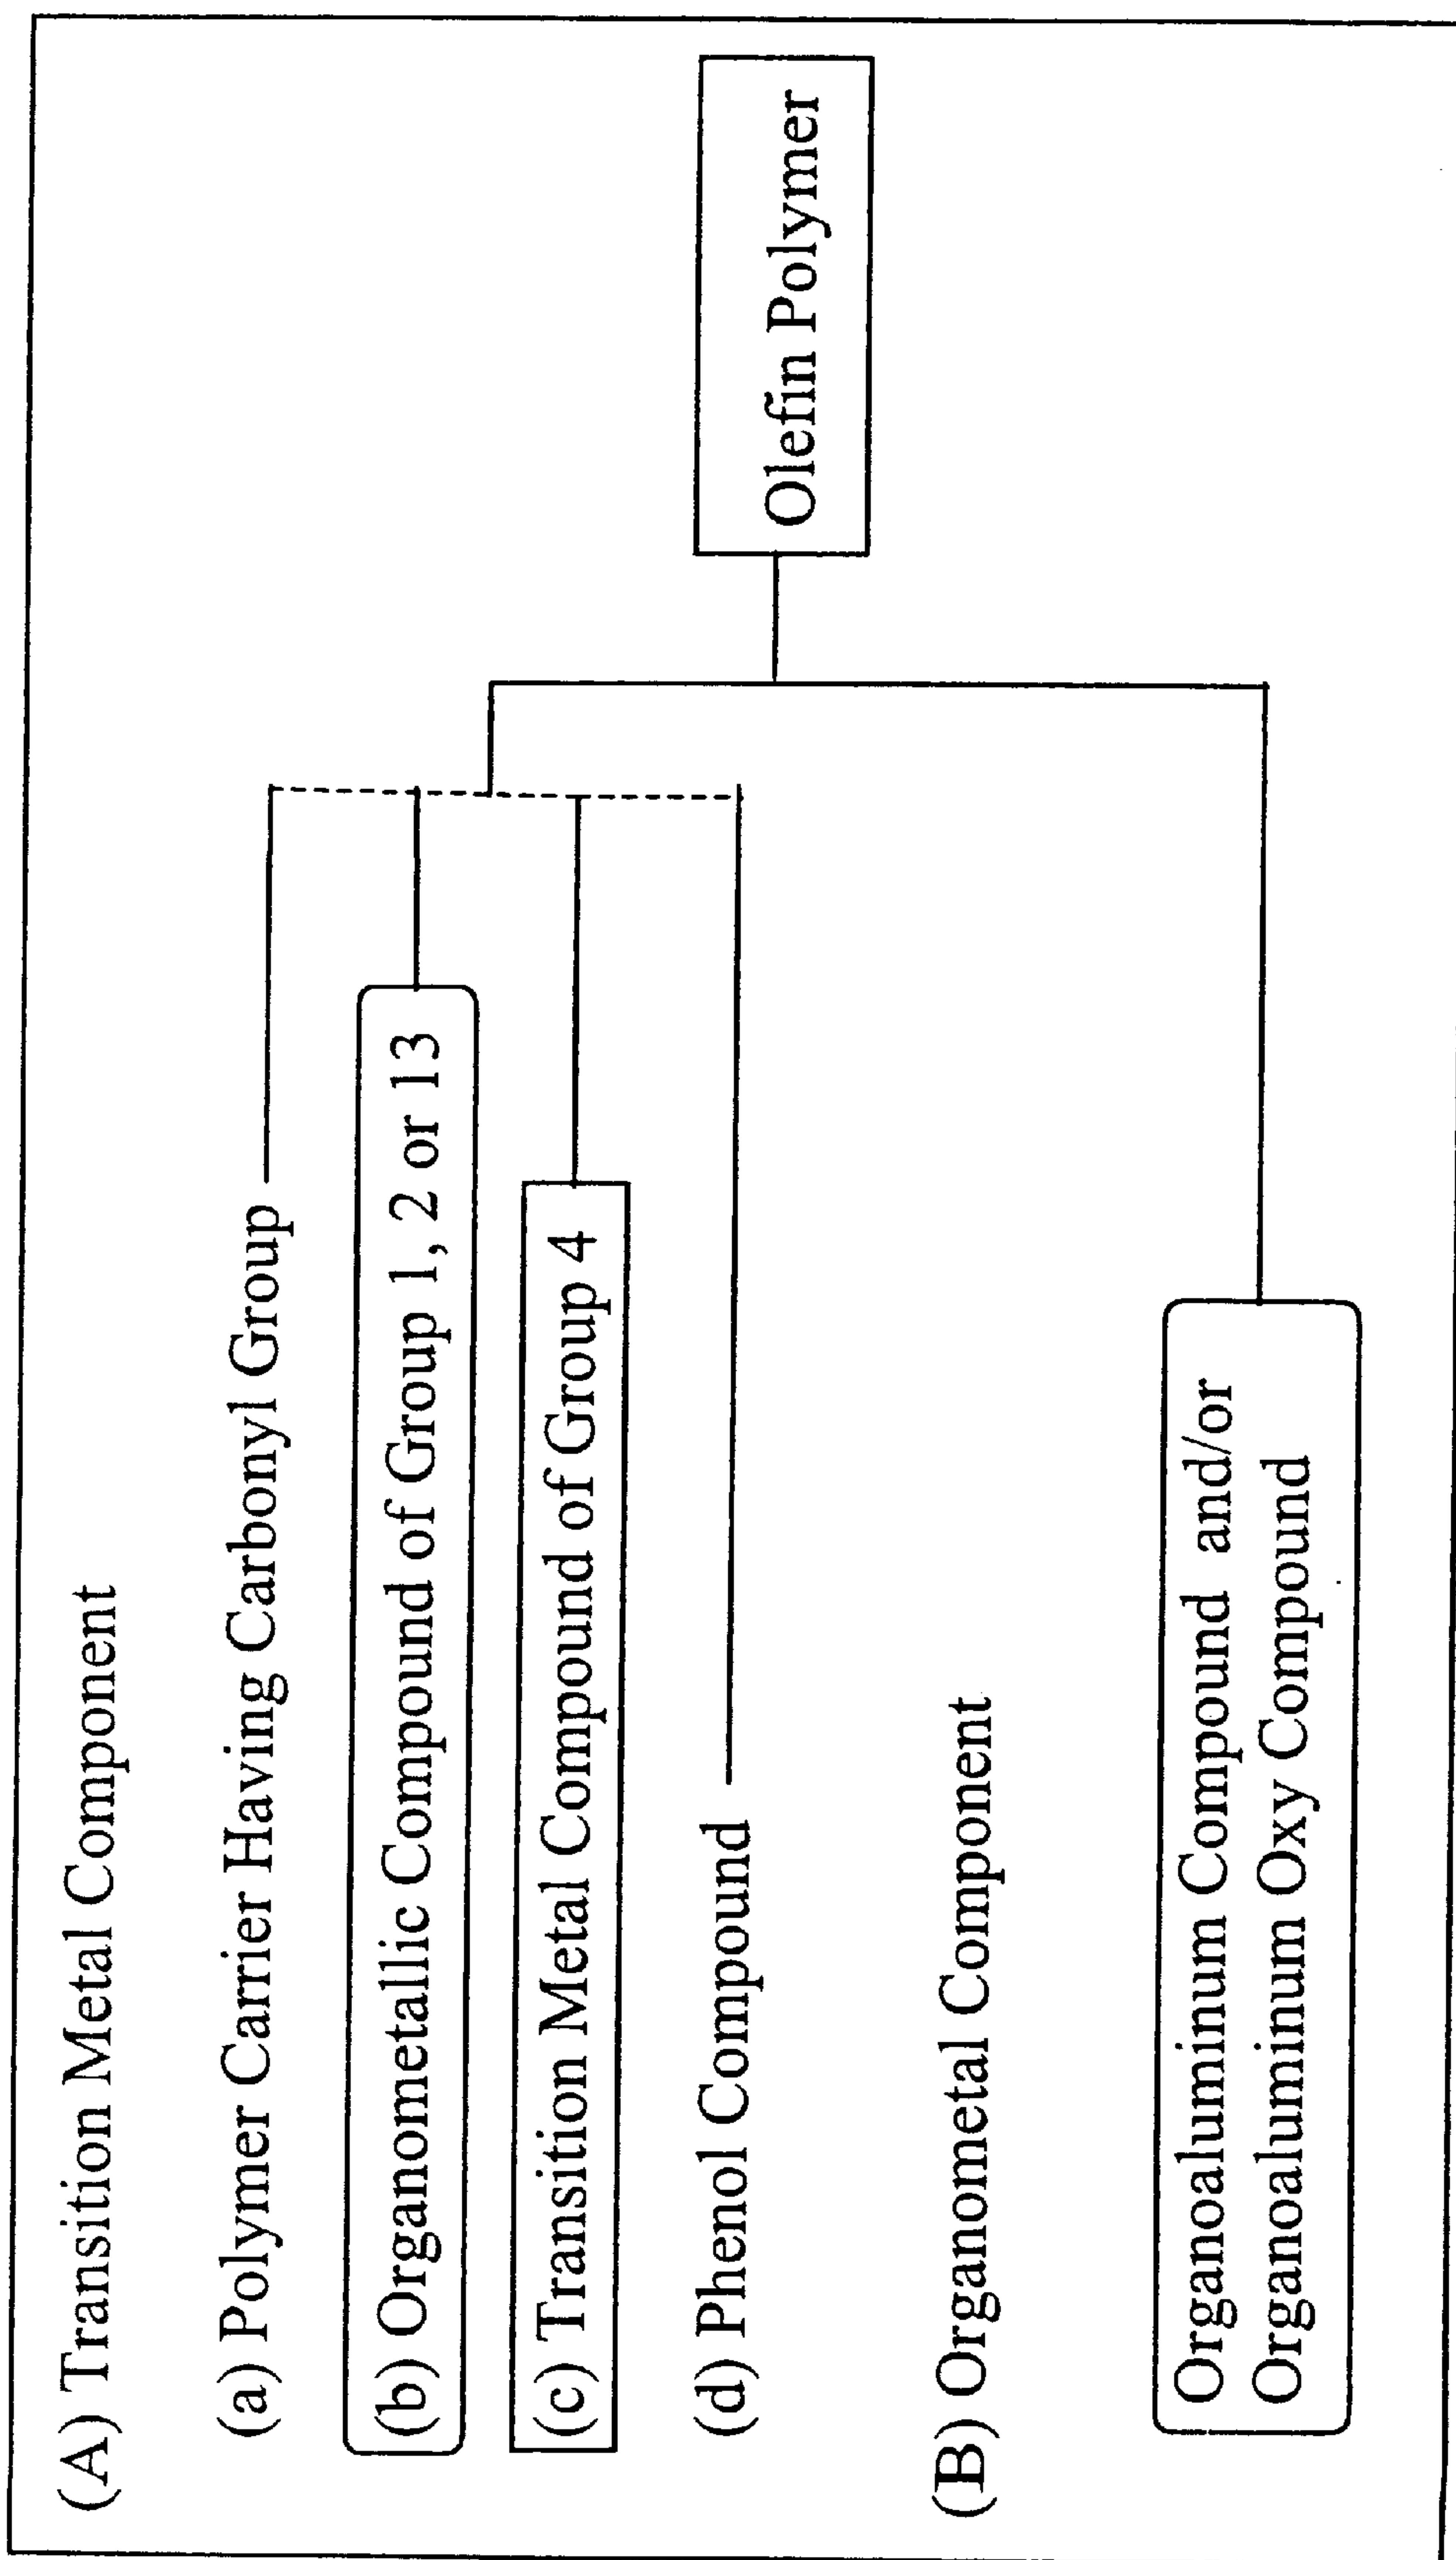 (A) Transition Metal Component
(a) Polymer Carrier Having Carbonyl Group
(b) Organometallic Compound of Group 1, 2 or 13
(c) Transition Metal Compound of Group 4
(d) Phenol Compound
Olefin Polymer
(B) Organometal Component
Organoaluminum Compound and/or
Organoaluminum Oxy Compound